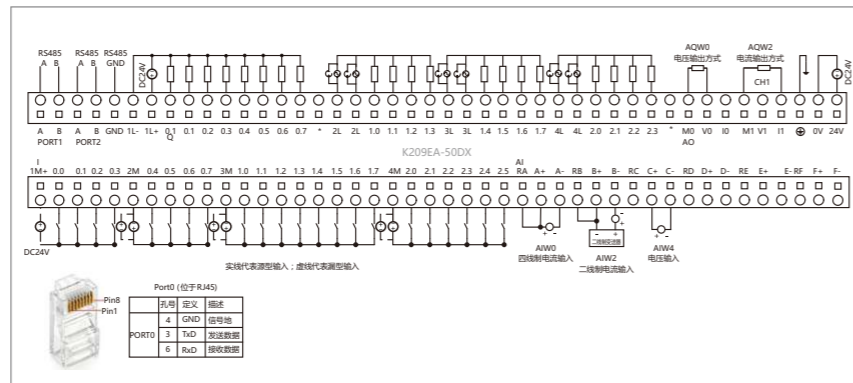 RS485 RS485 RS485
A B A B GND
DC24V
AQW0
电压输出方式
AQW2
电流输出方式
CH1
DC24V
A B A B GND 1L- 1L+ 0.1 0.1 0.2 0.3 0.4 0.5 0.6 0.7 * 2L 2L 1.0 1.1 1.2 1.3 3L 3L 1.4 1.5 1.6 1.7 4L 4L 2.0 2.1 2.2 2.3 * M0 V0 I0 M1 V1 I1 0V 24V
PORT1 PORT2 Q AO
K209EA-50DX
I AI
1M+ 0.0 0.1 0.2 0.3 2M 0.4 0.5 0.6 0.7 3M 1.0 1.1 1.2 1.3 1.4 1.5 1.6 1.7 4M 2.0 2.1 2.2 2.3 2.4 2.5 RA A+ A- RB B+ B- RC C+ C- RD D+ D- RE E+ E- RF F+ F-
DC24V
- +
二线制变送器
AIW0
四线制电流输入
AIW2
二线制电流输入
AIW4
电压输入
实线代表源型输入；虚线代表漏型输入
Port0 (位于RJ45)
Pin8
Pin1
孔号 定义 描述
PORT0
4 GND 信号地
3 TxD 发送数据
6 RxD 接收数据